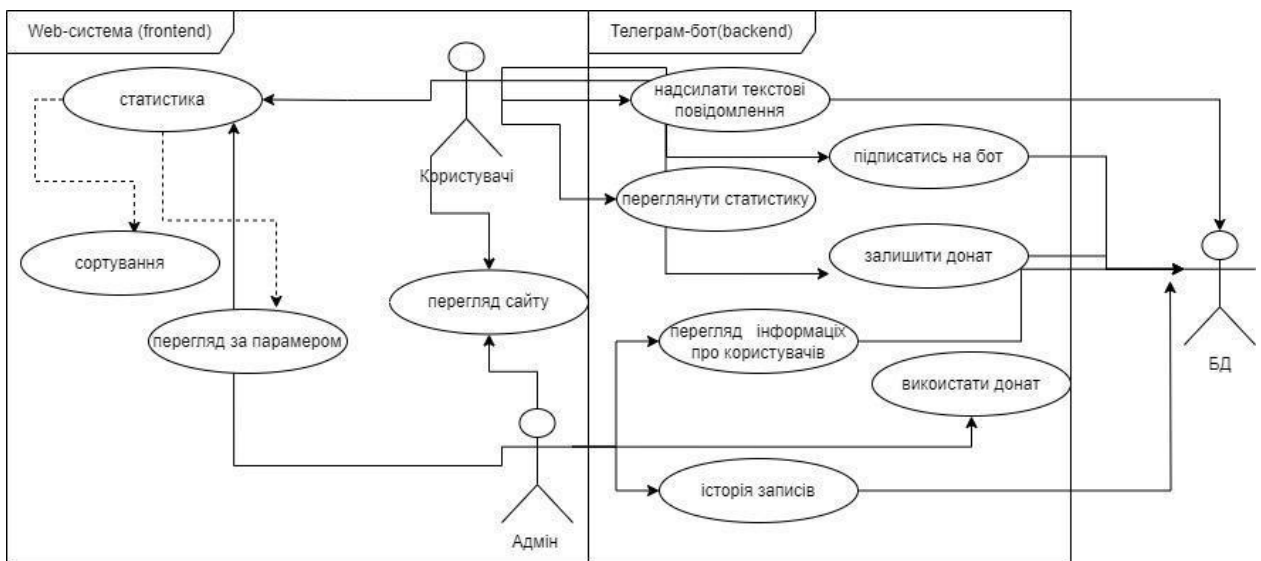 Web-система (frontend)
Телеграм-бот(backend)
статистика
надсилати текстові
повідомлення
підписатись на бот
Користувачі
переглянути статистику
сортування
залишити донат
перегляд сайту
перегляд за парамером
перегляд інформаціх
про користувачів
БД
викоистати донат
історія записів
Адмін